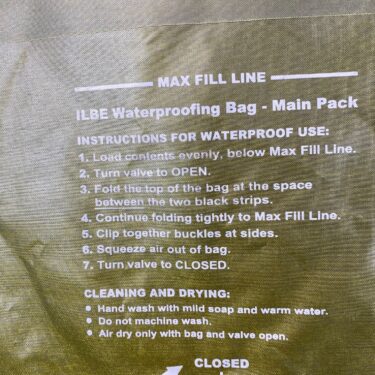 MAX FILL LINE
ILBE Waterproofing Bag - Main Pack
INSTRUCTIONS FOR WATERPROOF USE:
1. Load contents evenly, below Max Fill Line.
2. Turn valve to OPEN.
3. Fold the top of the bag at the space
between the two black strips.
4. Continue folding tightly to Max Fill Line.
5. Clip together buckles at sides.
6. Squeeze air out of bag.
7. Turn valve to CLOSED.
CLEANING AND DRYING:
• Hand wash with mild soap and warm water.
• Do not machine wash.
• Air dry only with bag and valve open.
CLOSED